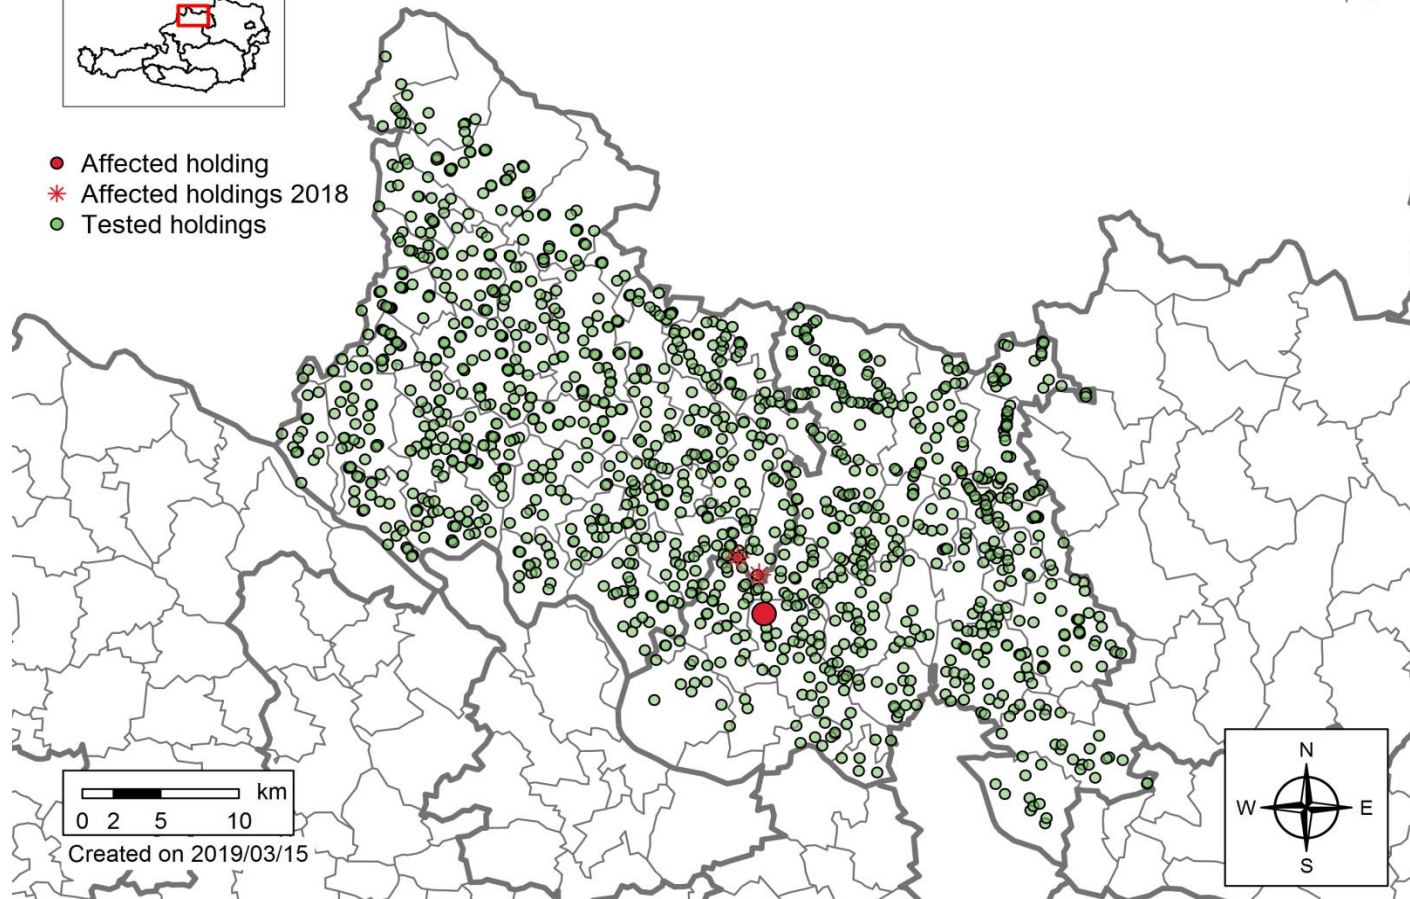 Affected holding
Affected holdings 2018
Tested holdings
km
0 2 5 10
Created on 2019/03/15
N
W E
S